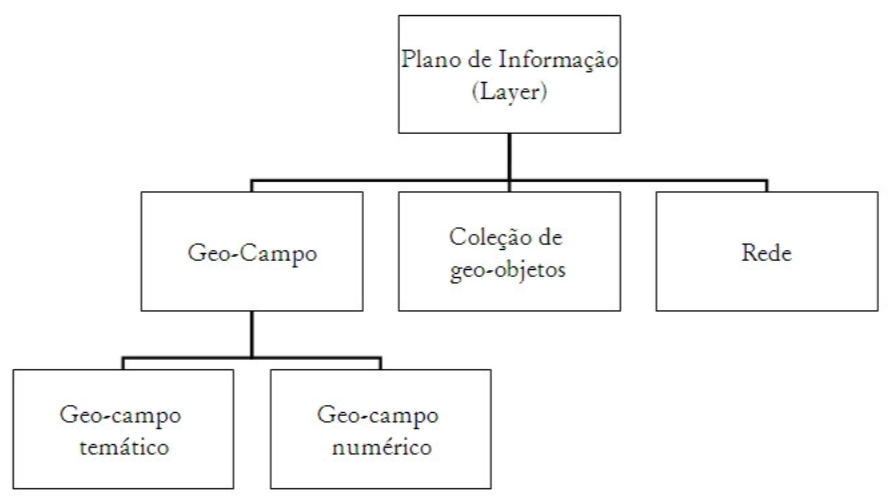 Plano de Informação
(Layer)
Geo-Campo
Coleção de
geo-objetos
Rede
Geo-campo
temático
Geo-campo
numérico